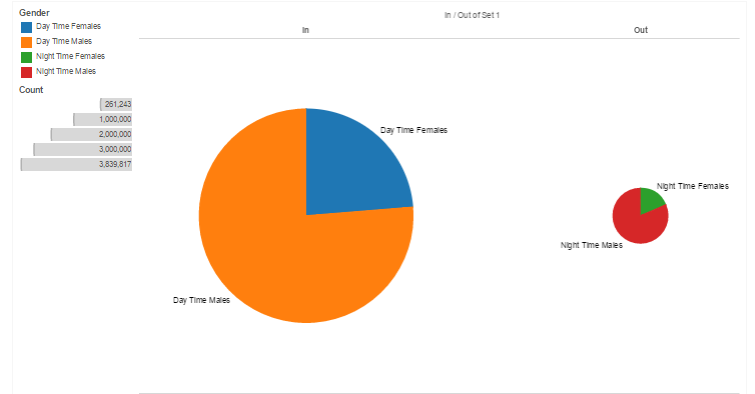 Gender
Day Time Females
Day Time Males
Night Time Females
Night Time Males
Count
261,243
1,000,000
2,000,000
3,000,000
3,839,817
In / Out of Set 1
In
Out
Day Time Females
Day Time Males
Night Time Females
Night Time Males